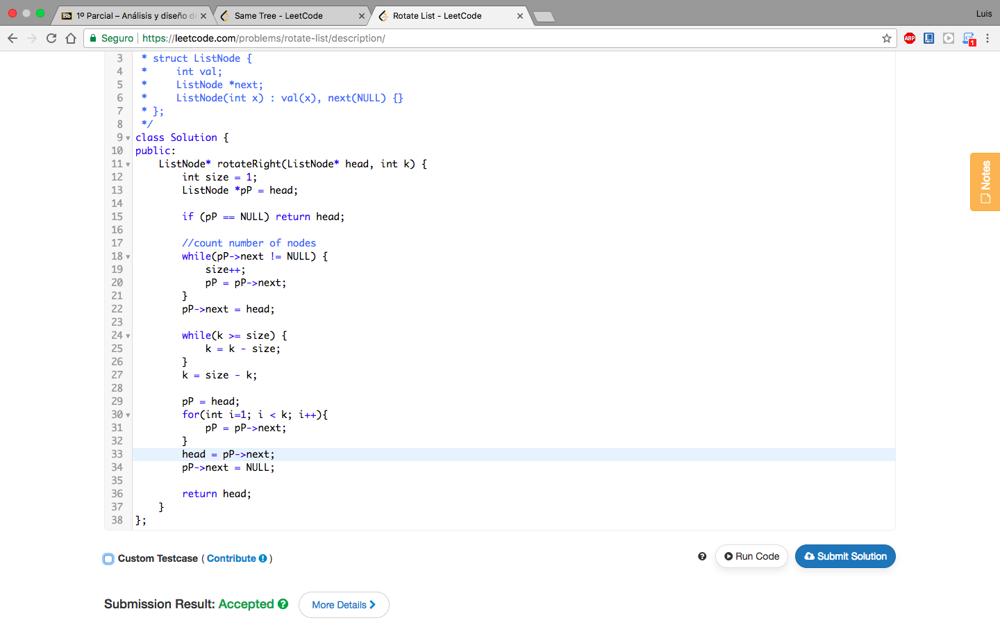 Bb 1º Parcial – Análisis y diseño d
Same Tree - LeetCode
Rotate List - LeetCode
Luis
Seguro https://leetcode.com/problems/rotate-list/description/
ABP
1
3 * struct ListNode {
4 *     int val;
5 *     ListNode *next;
6 *     ListNode(int x) : val(x), next(NULL) {}
7 * };
8 */
9 class Solution {
10 public:
11     ListNode* rotateRight(ListNode* head, int k) {
12         int size = 1;
13         ListNode *pP = head;
14
15         if (pP == NULL) return head;
16
17         //count number of nodes
18         while(pP->next != NULL) {
19             size++;
20             pP = pP->next;
21         }
22         pP->next = head;
23
24         while(k >= size) {
25             k = k - size;
26         }
27         k = size - k;
28
29         pP = head;
30         for(int i=1; i < k; i++){
31             pP = pP->next;
32         }
33         head = pP->next;
34         pP->next = NULL;
35
36         return head;
37     }
38 };
Notes
Custom Testcase ( Contribute )
Run Code
Submit Solution
Submission Result: Accepted
More Details